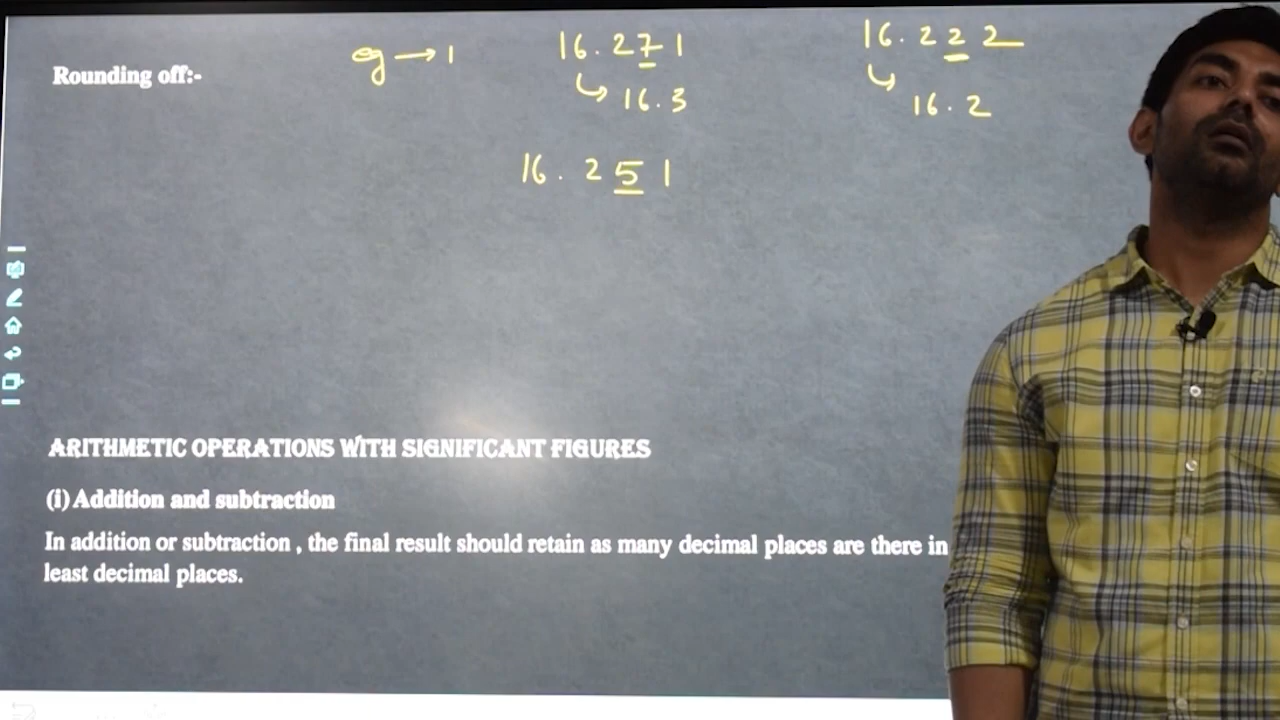 Rounding off:-
eg → 1
16.271
↳ 16.3
16.222
↳ 16.2
16.251
ARITHMETIC OPERATIONS WITH SIGNIFICANT FIGURES
(i) Addition and subtraction
In addition or subtraction , the final result should retain as many decimal places are there in
least decimal places.